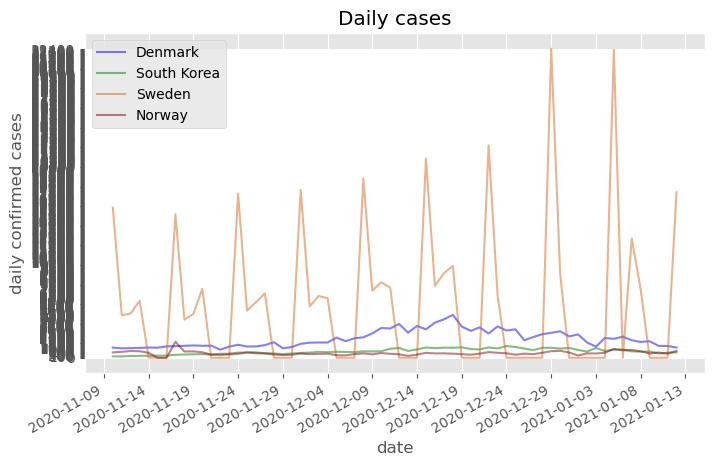 Daily cases
Denmark
South Korea
Sweden
Norway
daily confirmed cases
2020-11-09
2020-11-14
2020-11-19
2020-11-24
2020-11-29
2020-12-04
2020-12-09
2020-12-14
2020-12-19
2020-12-24
2020-12-29
2021-01-03
2021-01-08
2021-01-13
date